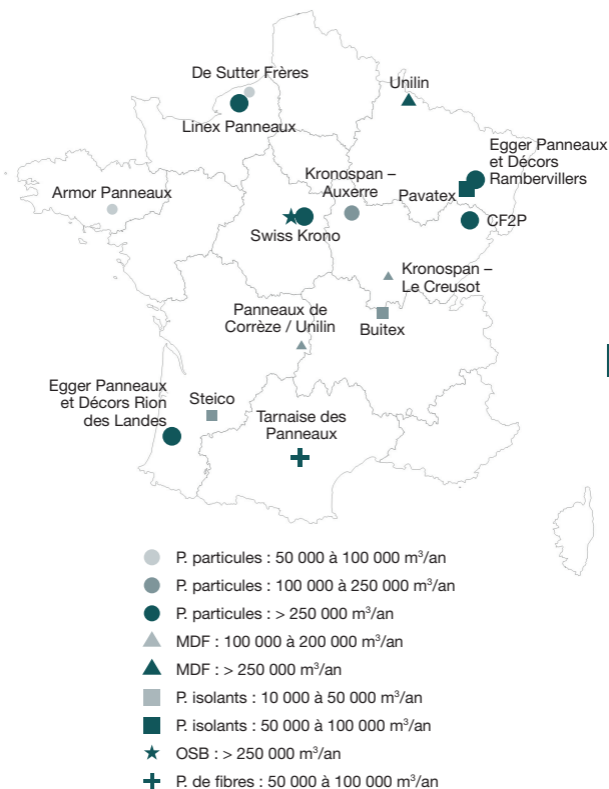 De Sutter Frères
Linex Panneaux
Unilin
Egger Panneaux
et Décors
Rambervillers
Kronospan –
Auxerre
Pavatex
Armor Panneaux
CF2P
Swiss Krono
Kronospan –
Le Creusot
Panneaux de
Corrèze / Unilin
Buitex
Egger Panneaux
et Décors Rion
des Landes
Steico
Tarnaise des
Panneaux
P. particules : 50 000 à 100 000 m³/an
P. particules : 100 000 à 250 000 m³/an
P. particules : > 250 000 m³/an
MDF : 100 000 à 200 000 m³/an
MDF : > 250 000 m³/an
P. isolants : 10 000 à 50 000 m³/an
P. isolants : 50 000 à 100 000 m³/an
OSB : > 250 000 m³/an
P. de fibres : 50 000 à 100 000 m³/an